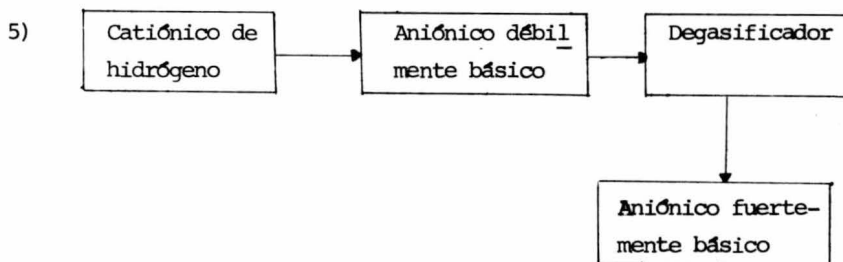 5)
Catiónico de
hidrógeno
Aniónico débil
mente básico
Degasificador
Aniónico fuerte-
mente básico